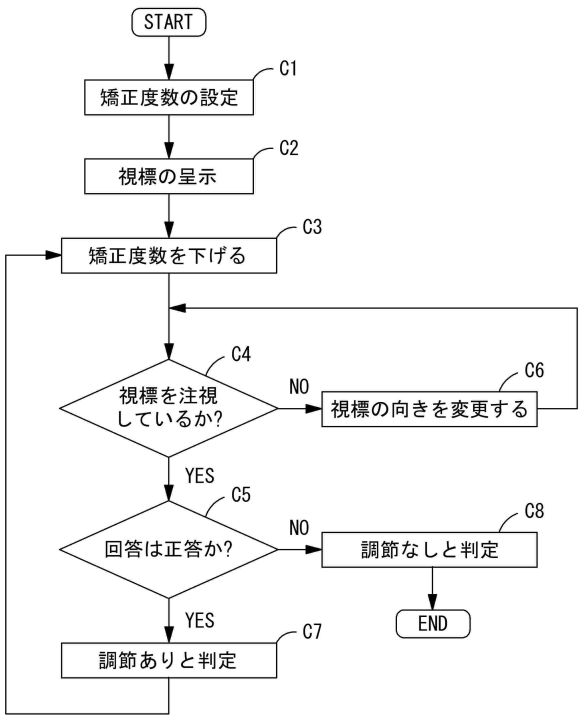 START
C1
矯正度数の設定
C2
視標の呈示
C3
矯正度数を下げる
C4
視標を注視
しているか?
NO
C6
視標の向きを変更する
YES
C5
回答は正答か?
NO
C8
調節なしと判定
END
YES
C7
調節ありと判定